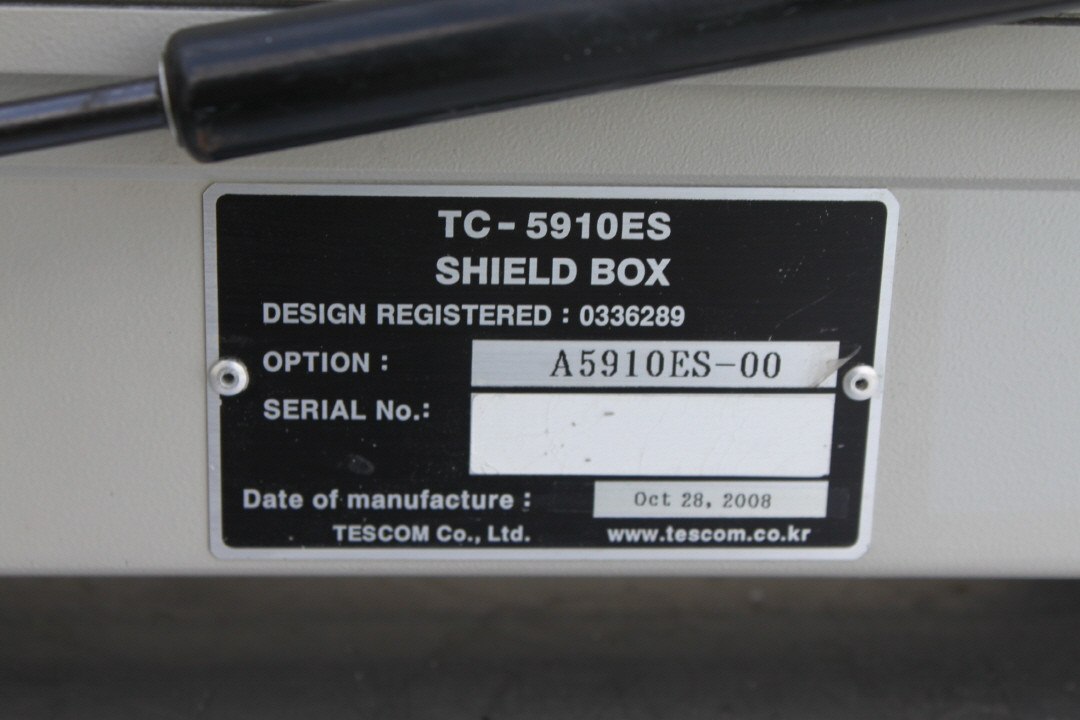 TC-5910ES
SHIELD BOX
DESIGN REGISTERED : 0336289
OPTION : A5910ES-00
SERIAL No.:
Date of manufacture : Oct 28, 2008
TESCOM Co., Ltd. www.tescom.co.kr